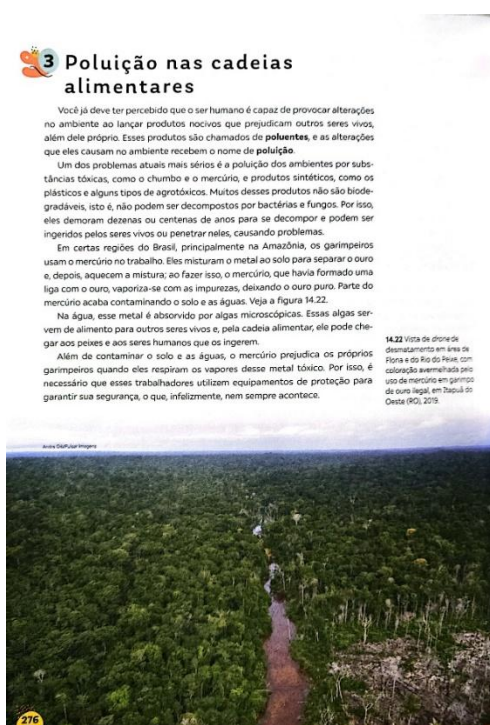 3 Poluição nas cadeias
alimentares
Você já deve ter percebido que o ser humano é capaz de provocar alterações
no ambiente ao lançar produtos nocivos que prejudicam outros seres vivos,
além dele próprio. Esses produtos são chamados de poluentes, e as alterações
que eles causam no ambiente recebem o nome de poluição.
Um dos problemas atuais mais sérios é a poluição dos ambientes por subs-
tâncias tóxicas, como o chumbo e o mercúrio, e produtos sintéticos, como os
plásticos e alguns tipos de agrotóxicos. Muitos desses produtos não são biode-
gradáveis, isto é, não podem ser decompostos por bactérias e fungos. Por isso,
eles demoram dezenas ou centenas de anos para se decompor e podem ser
ingeridos pelos seres vivos ou penetrar neles, causando problemas.
Em certas regiões do Brasil, principalmente na Amazônia, os garimpeiros
usam o mercúrio no trabalho. Eles misturam o metal ao solo para separar o ouro
e, depois, aquecem a mistura; ao fazer isso, o mercúrio, que havia formado uma
liga com o ouro, vaporiza-se com as impurezas, deixando o ouro puro. Parte do
mercúrio acaba contaminando o solo e as águas. Veja a figura 14.22.
Na água, esse metal é absorvido por algas microscópicas. Essas algas ser-
vem de alimento para outros seres vivos e, pela cadeia alimentar, ele pode che-
gar aos peixes e aos seres humanos que os ingerem.
Além de contaminar o solo e as águas, o mercúrio prejudica os próprios
garimpeiros quando eles respiram os vapores desse metal tóxico. Por isso, é
necessário que esses trabalhadores utilizem equipamentos de proteção para
garantir sua segurança, o que, infelizmente, nem sempre acontece.
14.22 Vista de drone de
desmatamento em área de
Flona e do Rio do Peixe, com
coloração avermelhada pelo
uso de mercúrio em garimpo
de ouro ilegal, em Itapuã do
Oeste (RO), 2019.
Andre Dib/Pulsar Imagens
276